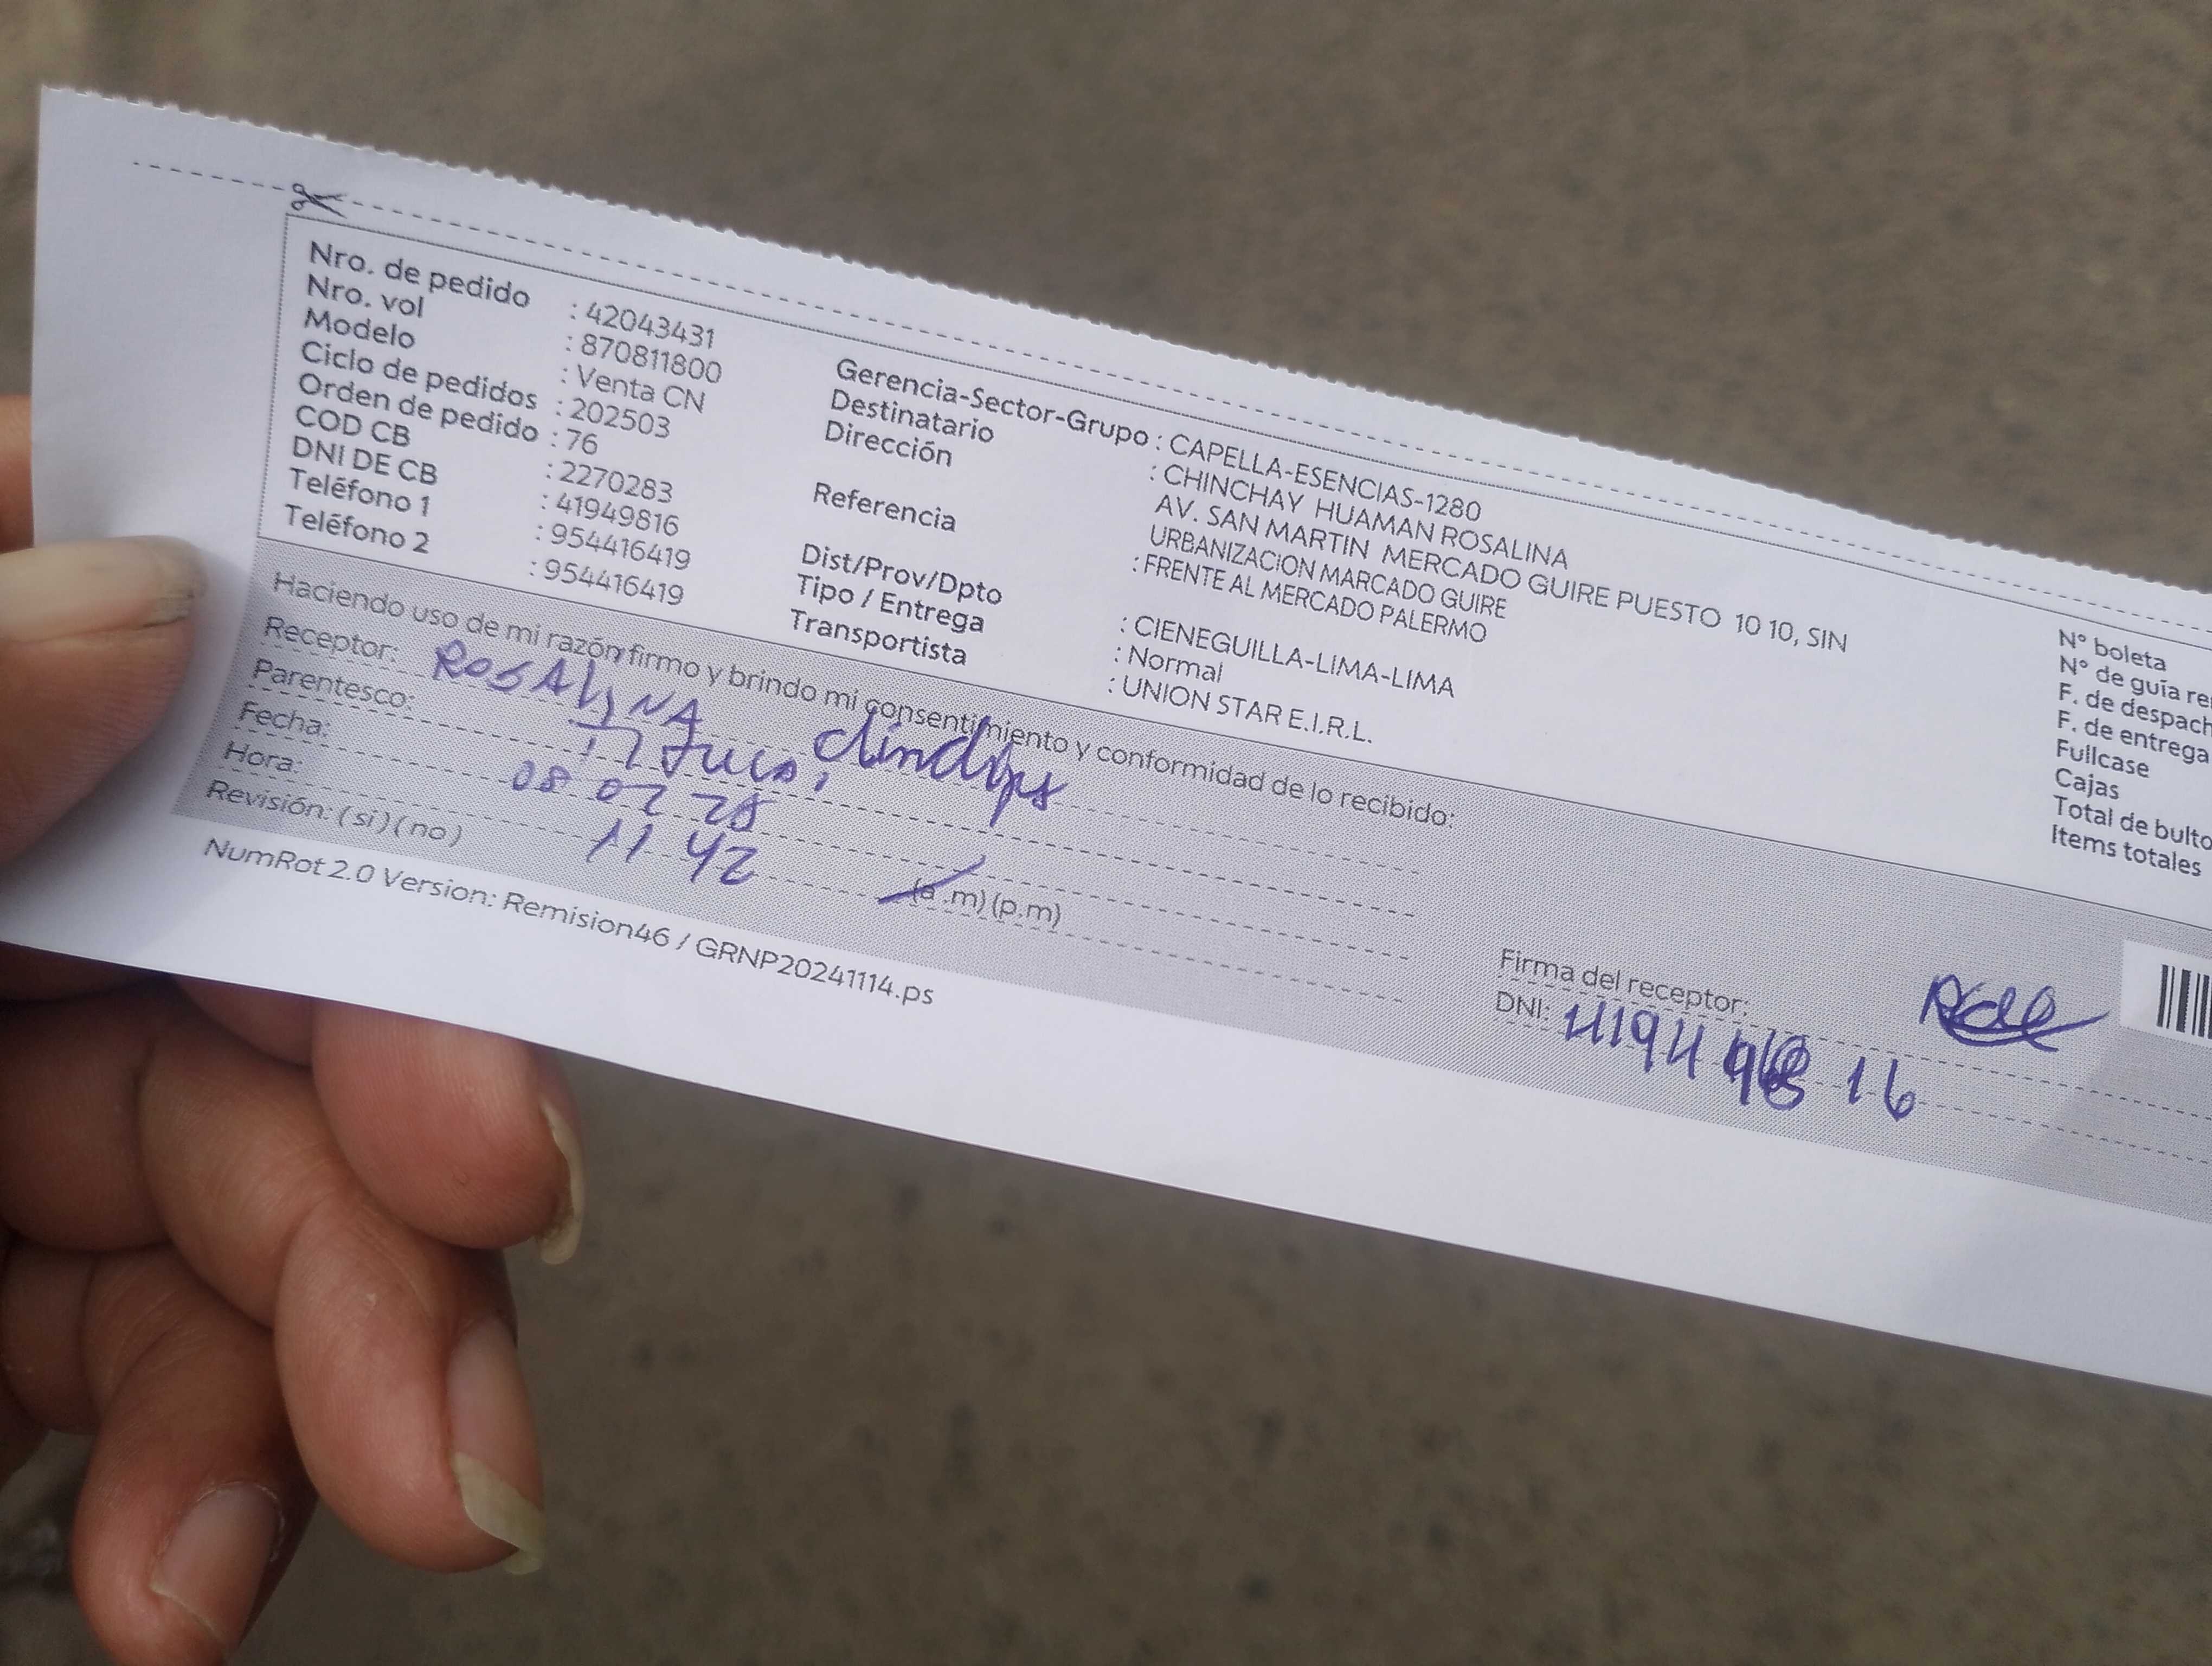 Nro. de pedido : 42043431
Nro. vol : 870811800
Modelo : Venta CN
Ciclo de pedidos : 202503
Orden de pedido : 76
COD CB : 2270283
DNI DE CB : 41949816
Teléfono 1 : 954416419
Teléfono 2 : 954416419
Gerencia-Sector-Grupo : CAPELLA-ESENCIAS-1280
Destinatario : CHINCHAY HUAMAN ROSALINA
Dirección AV. SAN MARTIN MERCADO GUIRE PUESTO 10 10, SIN
URBANIZACION MARCADO GUIRE
Referencia : FRENTE AL MERCADO PALERMO
Dist/Prov/Dpto : CIENEGUILLA-LIMA-LIMA
Tipo / Entrega : Normal
Transportista : UNION STAR E.I.R.L.
N° boleta
N° de guía re
F. de despach
F. de entrega
Fullcase
Cajas
Total de bulto
Items totales
Haciendo uso de mi razón firmo y brindo mi consentimiento y conformidad de lo recibido:
Receptor: ROSALINA
Parentesco:
Fecha: 08 02 25
Hora: 11 42 (a.m)(p.m)
Revisión: (si)(no)
Firma del receptor:
DNI: 4194 98 16
NumRot 2.0 Version: Remision46 / GRNP20241114.ps